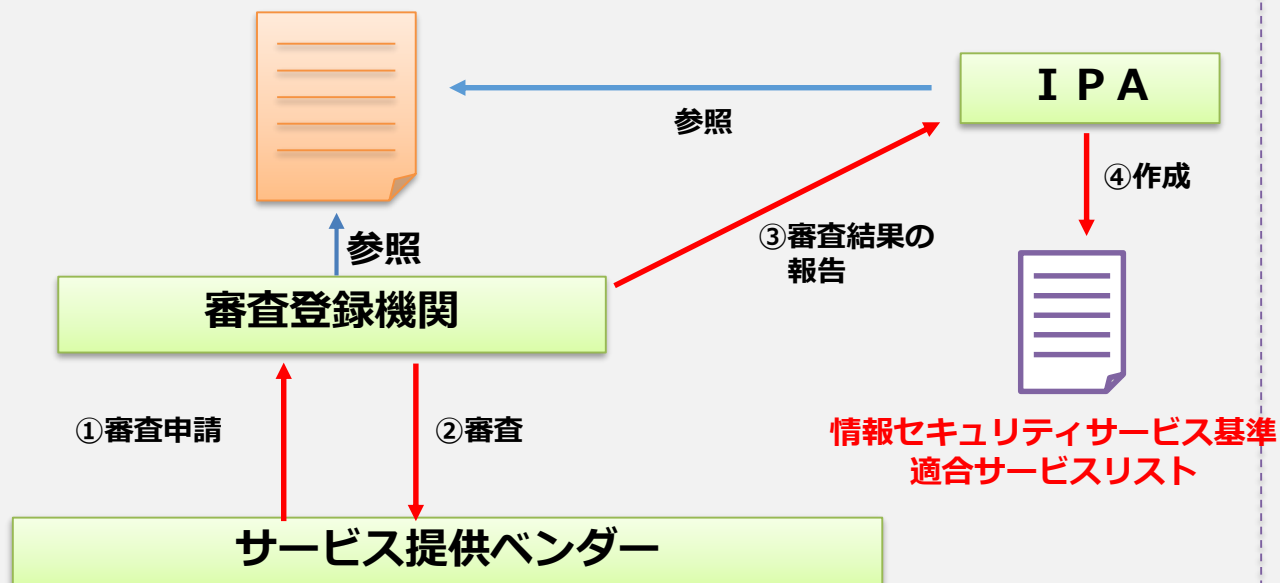 ＩＰＡ
参照
④作成
参照
③審査結果の
報告
審査登録機関
①審査申請
②審査
情報セキュリティサービス基準
適合サービスリスト
サービス提供ベンダー